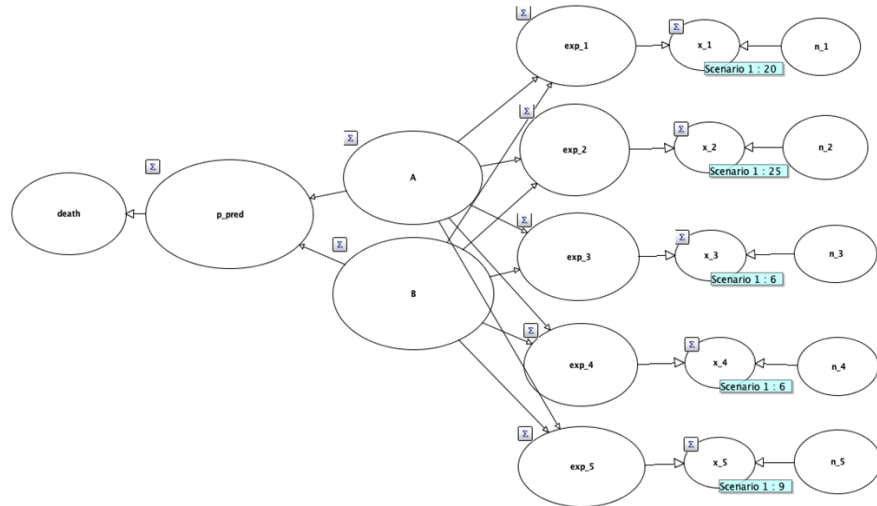 Σ
exp_1
Σ
x_1
n_1
Scenario 1 : 20
Σ
exp_2
Σ
x_2
n_2
Scenario 1 : 25
Σ
A
Σ
p_pred
death
Σ
exp_3
Σ
x_3
n_3
Scenario 1 : 6
Σ
B
Σ
exp_4
Σ
x_4
n_4
Scenario 1 : 6
Σ
exp_5
Σ
x_5
n_5
Scenario 1 : 9